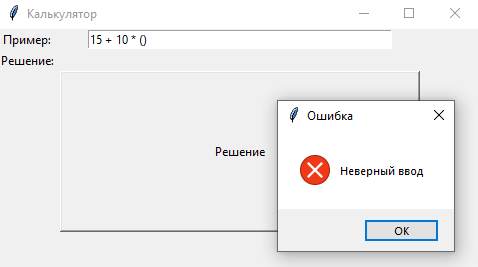 Калькулятор
Пример: 15 + 10 * ()
Решение:
Решение
Ошибка
Неверный ввод
OK